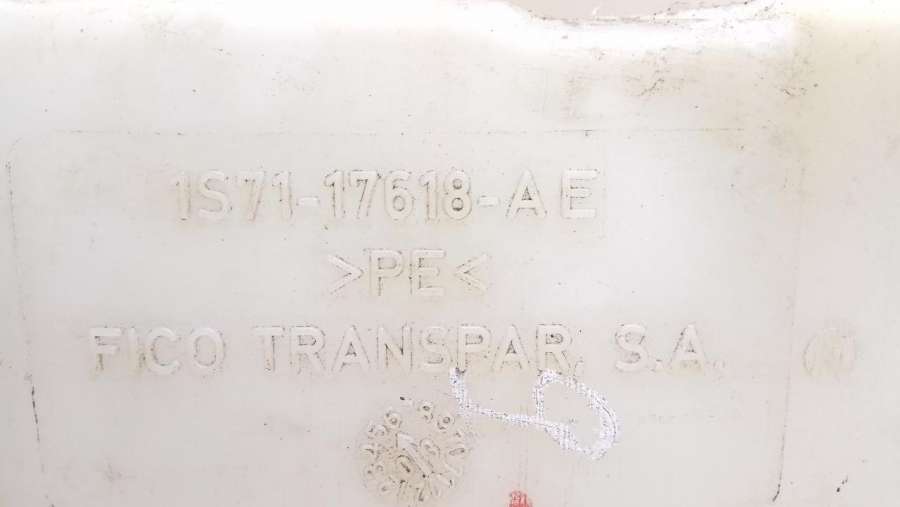 1S71-17618-AE
>PE<
FICO TRANSPAR, S.A.